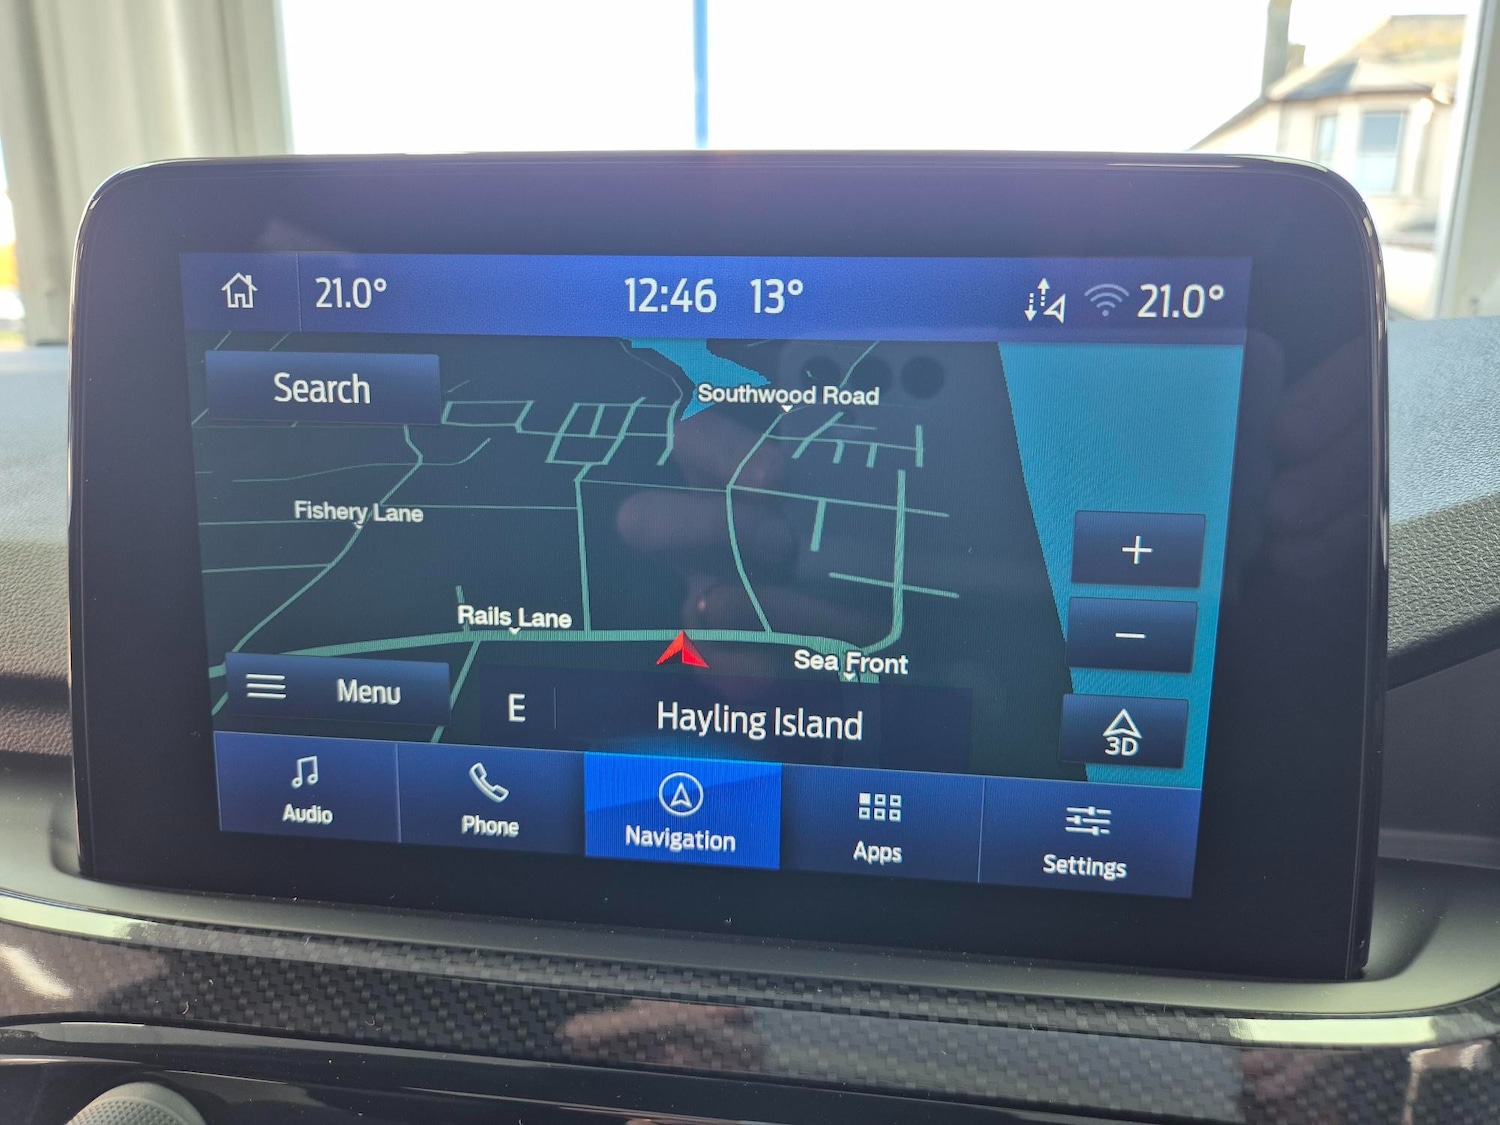 21.0°
12:46 13°
21.0°
Search
Southwood Road
Fishery Lane
+
Rails Lane
−
Sea Front
Menu
E
Hayling Island
3D
Audio
Phone
Navigation
Apps
Settings